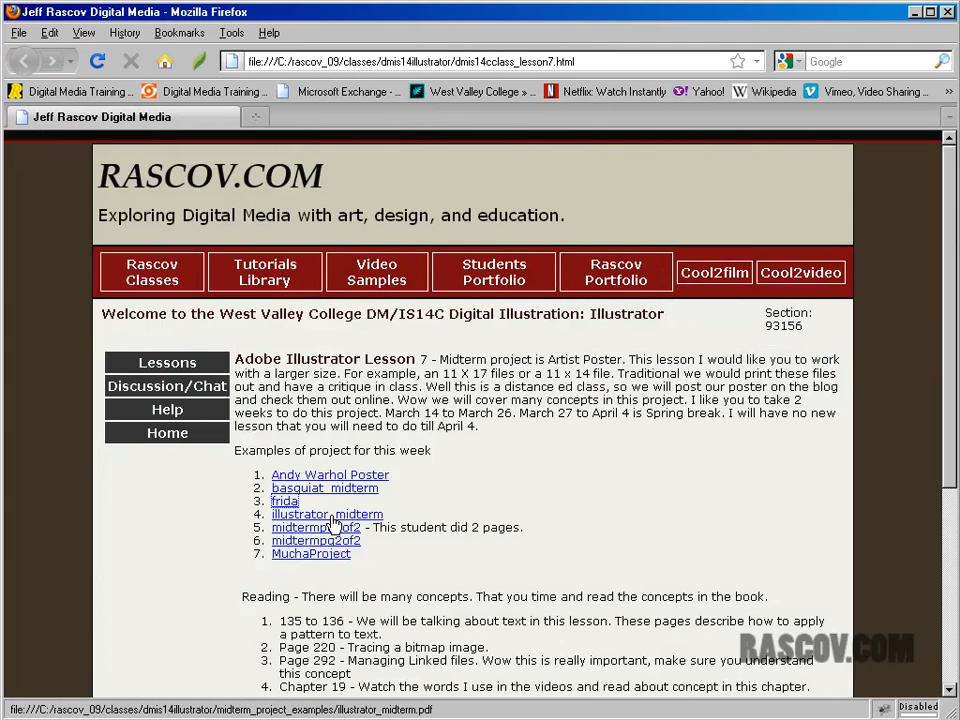 Jeff Rascov Digital Media - Mozilla Firefox
File Edit View History Bookmarks Tools Help
file:///C:/rascov_09/classes/dmis14illustrator/dmis14cclass_lesson7.html
Google
Digital Media Training ...
Digital Media Training ...
Microsoft Exchange - ...
West Valley College » ...
Netflix: Watch Instantly
Yahoo!
Wikipedia
Vimeo, Video Sharing ...
»
Jeff Rascov Digital Media
RASCOV.COM
Exploring Digital Media with art, design, and education.
Rascov Classes
Tutorials Library
Video Samples
Students Portfolio
Rascov Portfolio
Cool2film
Cool2video
Welcome to the West Valley College DM/IS14C Digital Illustration: Illustrator
Section: 93156
Lessons
Discussion/Chat
Help
Home
Adobe Illustrator Lesson 7 - Midterm project is Artist Poster. This lesson I would like you to work
with a larger size. For example, an 11 X 17 files or a 11 x 14 file. Traditional we would print these files
out and have a critique in class. Well this is a distance ed class, so we will post our poster on the blog
and check them out online. Wow we will cover many concepts in this project. I like you to take 2
weeks to do this project. March 14 to March 26. March 27 to April 4 is Spring break. I will have no new
lesson that you will need to do till April 4.
Examples of project for this week
1. Andy Warhol Poster
2. basquiat_midterm
3. frida
4. illustrator_midterm
5. midtermpg1of2 - This student did 2 pages.
6. midtermpg2of2
7. MuchaProject
Reading - There will be many concepts. That you time and read the concepts in the book.
1. 135 to 136 - We will be talking about text in this lesson. These pages describe how to apply
a pattern to text.
2. Page 220 - Tracing a bitmap image.
3. Page 292 - Managing Linked files. Wow this is really important, make sure you understand
this concept
4. Chapter 19 - Watch the words I use in the videos and read about concept in this chapter.
RASCOV.COM
file:///C:/rascov_09/classes/dmis14illustrator/midterm_project_examples/illustrator_midterm.pdf
Disabled